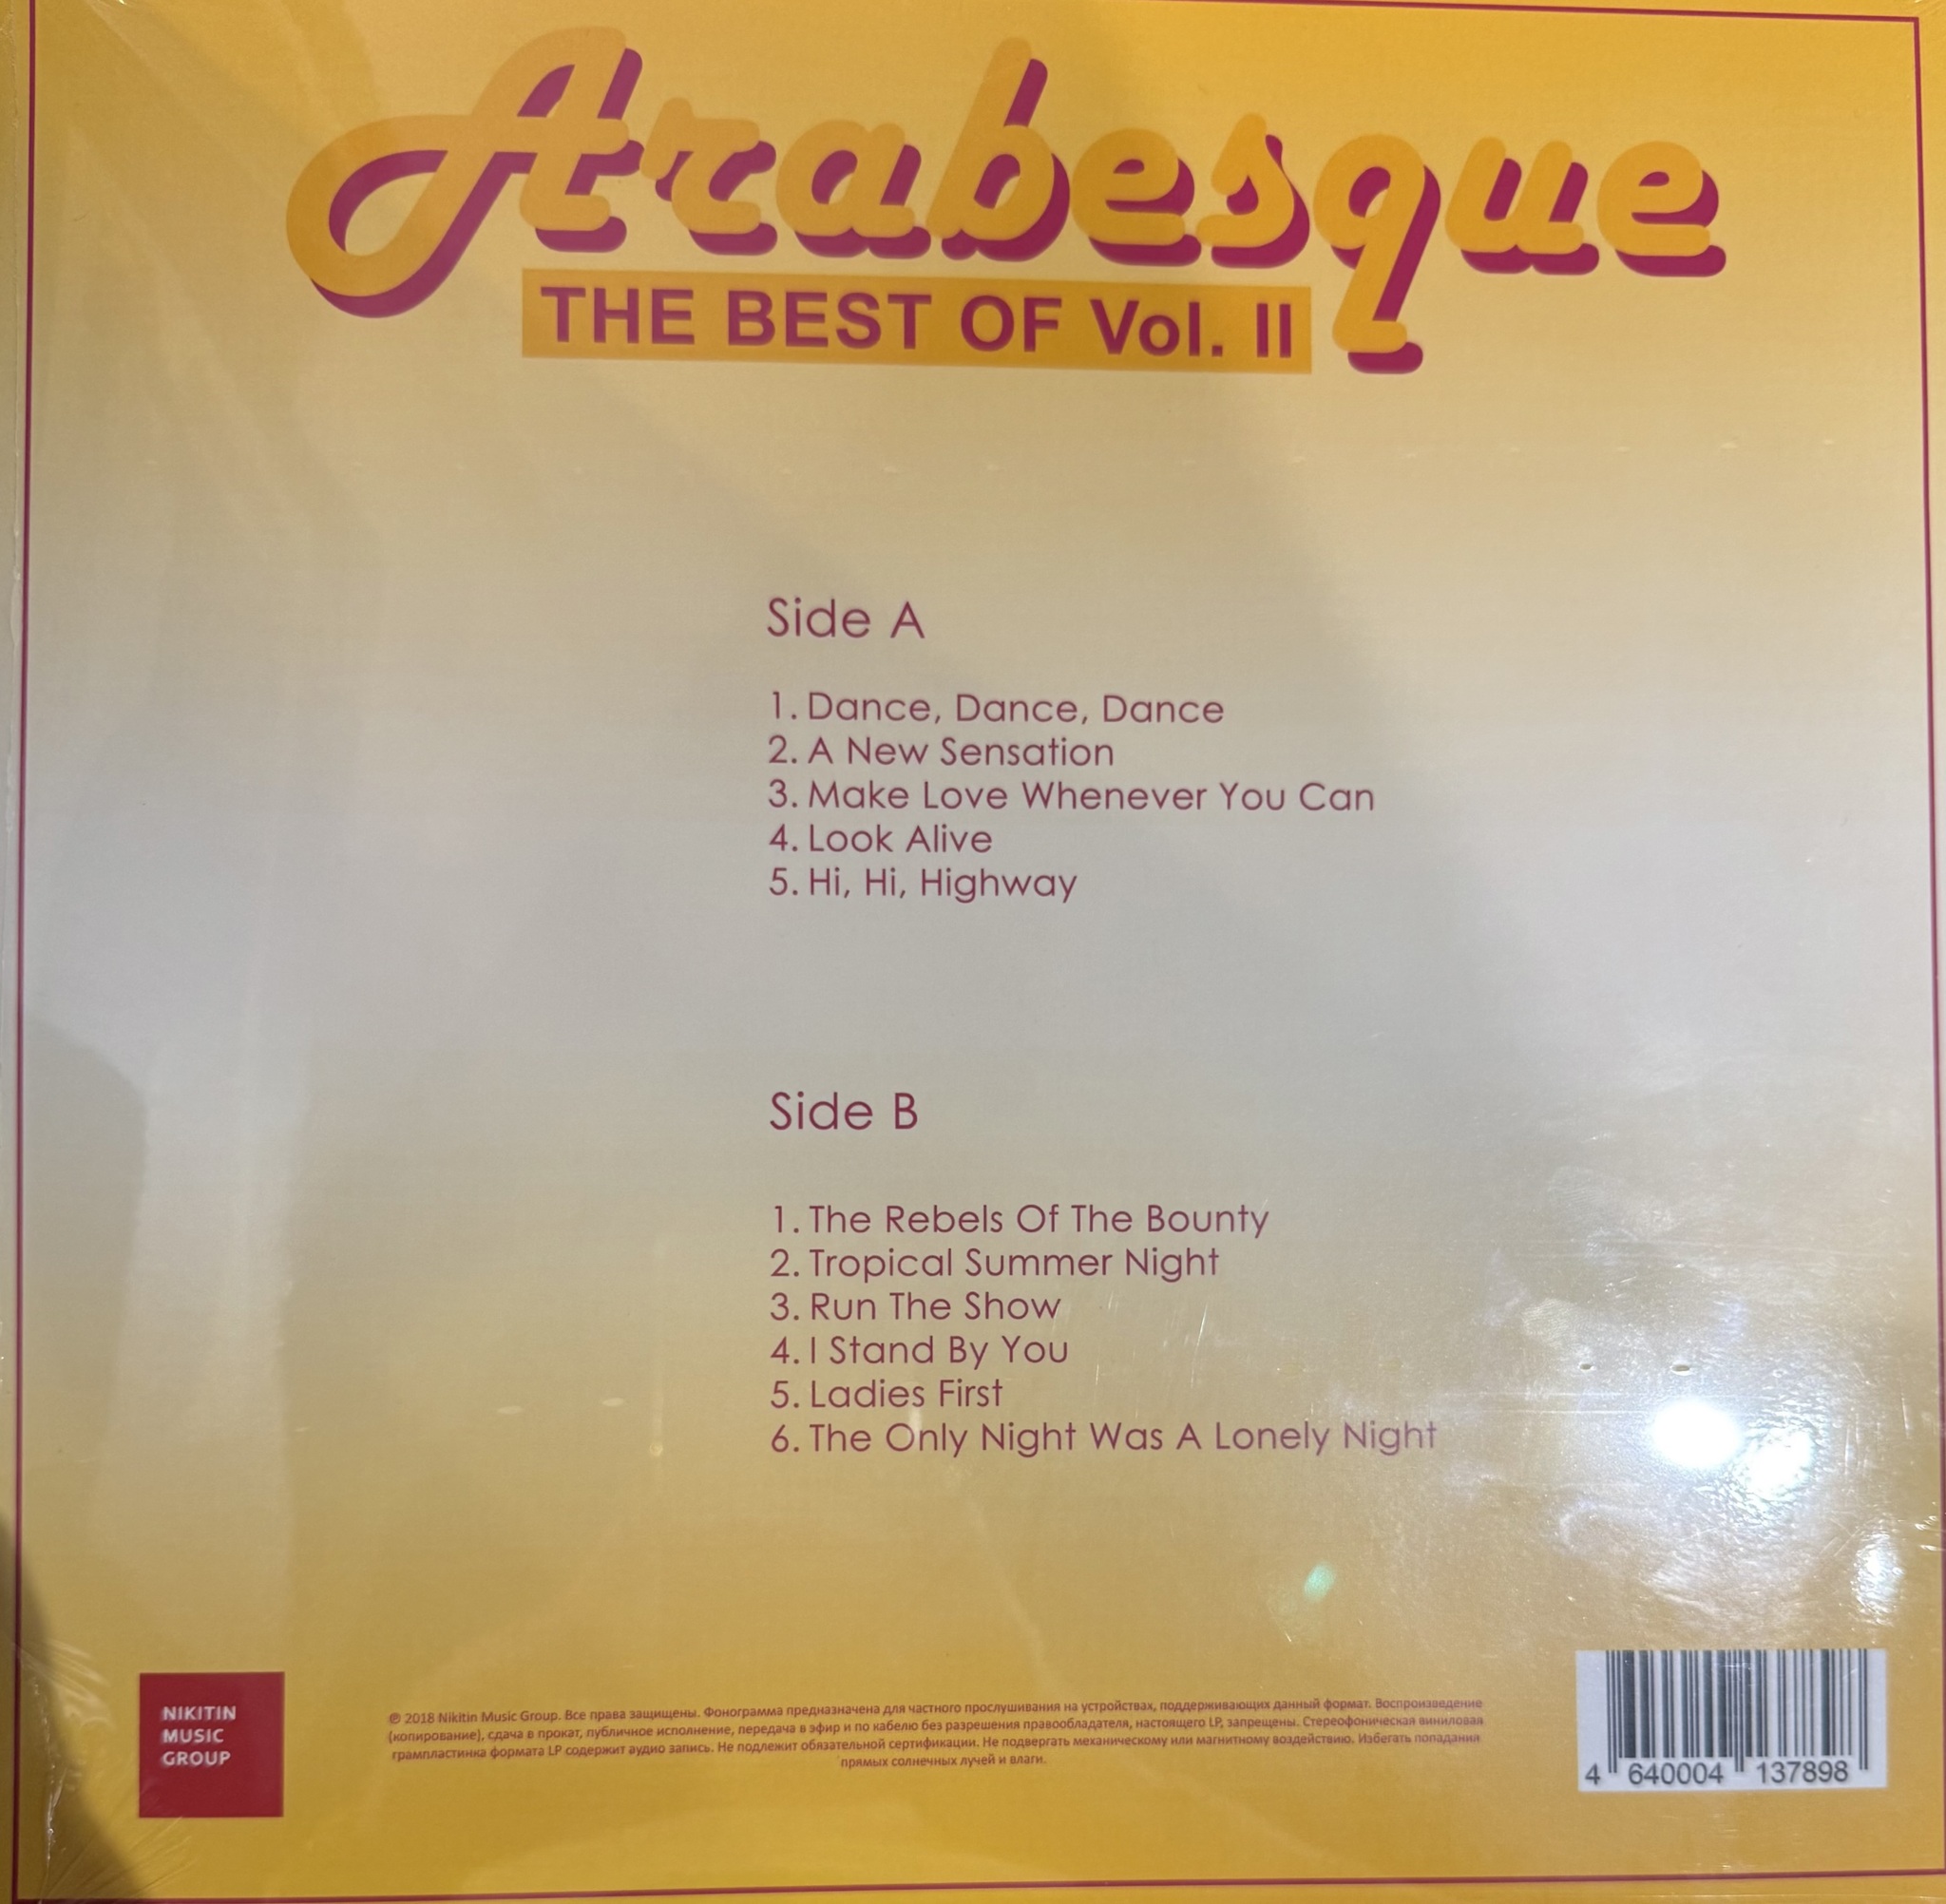 Arabesque
THE BEST OF Vol. II
Side A
1. Dance, Dance, Dance
2. A New Sensation
3. Make Love Whenever You Can
4. Look Alive
5. Hi, Hi, Highway
Side B
1. The Rebels Of The Bounty
2. Tropical Summer Night
3. Run The Show
4. I Stand By You
5. Ladies First
6. The Only Night Was A Lonely Night
NIKITIN
MUSIC
GROUP
℗ 2018 Nikitin Music Group. Все права защищены. Фонограмма предназначена для частного прослушивания на устройствах, поддерживающих данный формат. Воспроизведение
(копирование), сдача в прокат, публичное исполнение, передача в эфир и по кабелю без разрешения правообладателя, настоящего LP, запрещены. Стереофоническая виниловая
грампластинка формата LP содержит аудио запись. Не подлежит обязательной сертификации. Не подвергать механическому или магнитному воздействию. Избегать попадания
прямых солнечных лучей и влаги.
4 640004 137898